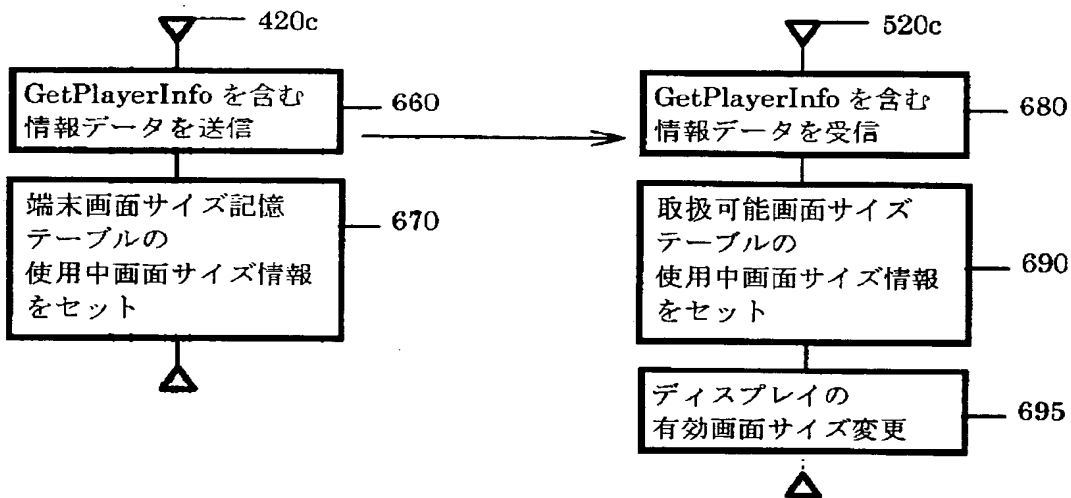 420c
GetPlayerInfo を含む
情報データを送信
660
端末画面サイズ記憶
テーブルの
使用中画面サイズ情報
をセット
670
520c
GetPlayerInfo を含む
情報データを受信
680
取扱可能画面サイズ
テーブルの
使用中画面サイズ情報
をセット
690
ディスプレイの
有効画面サイズ変更
695